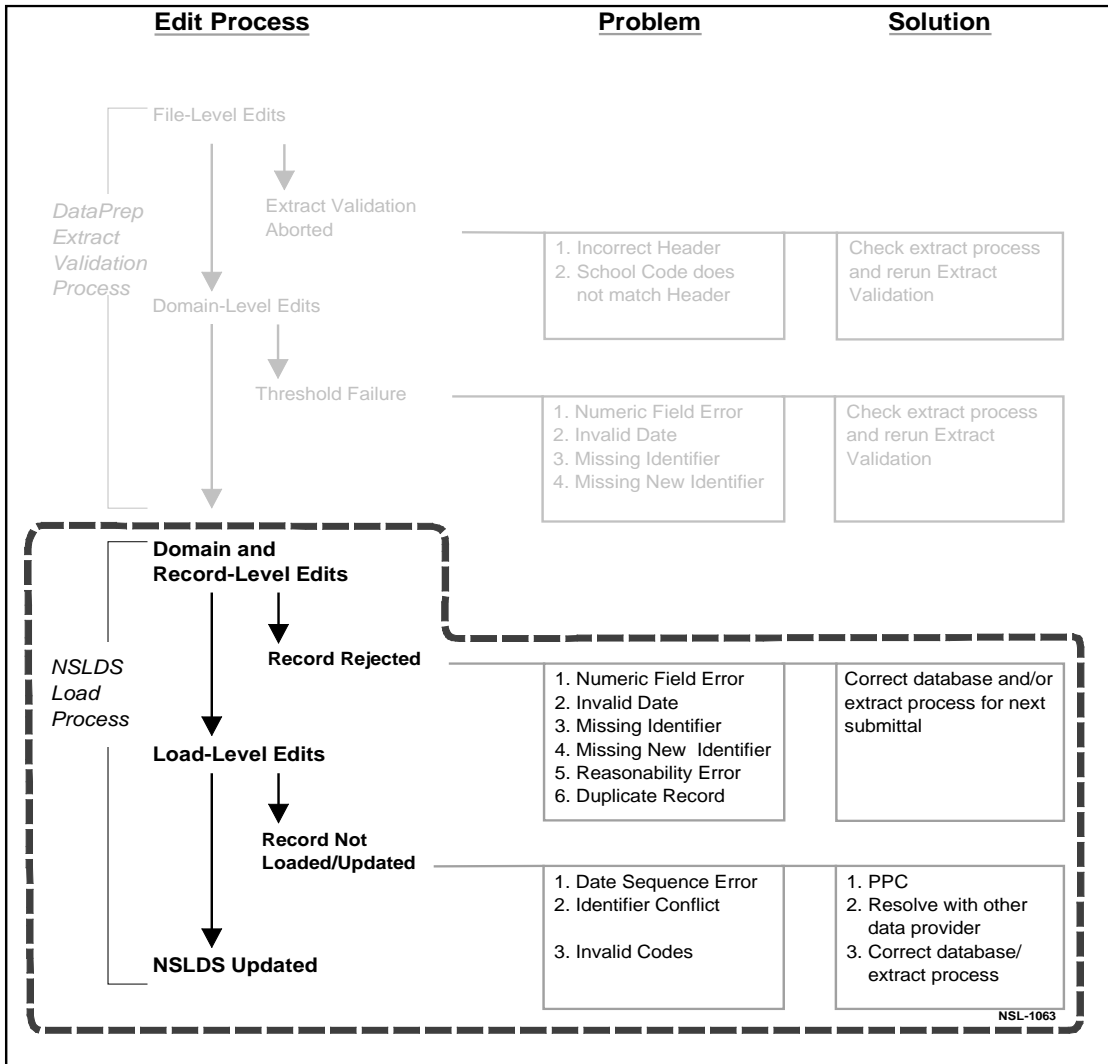 Edit Process
Problem
Solution
File-Level Edits
DataPrep
Extract
Validation
Process
Extract Validation
Aborted
1. Incorrect Header
2. School Code does
not match Header
Check extract process
and rerun Extract
Validation
Domain-Level Edits
Threshold Failure
1. Numeric Field Error
2. Invalid Date
3. Missing Identifier
4. Missing New Identifier
Check extract process
and rerun Extract
Validation
Domain and
Record-Level Edits
NSLDS
Load
Process
Record Rejected
1. Numeric Field Error
2. Invalid Date
3. Missing Identifier
4. Missing New Identifier
5. Reasonability Error
6. Duplicate Record
Correct database and/or
extract process for next
submittal
Load-Level Edits
Record Not
Loaded/Updated
1. Date Sequence Error
2. Identifier Conflict
3. Invalid Codes
1. PPC
2. Resolve with other
data provider
3. Correct database/
extract process
NSLDS Updated
NSL-1063